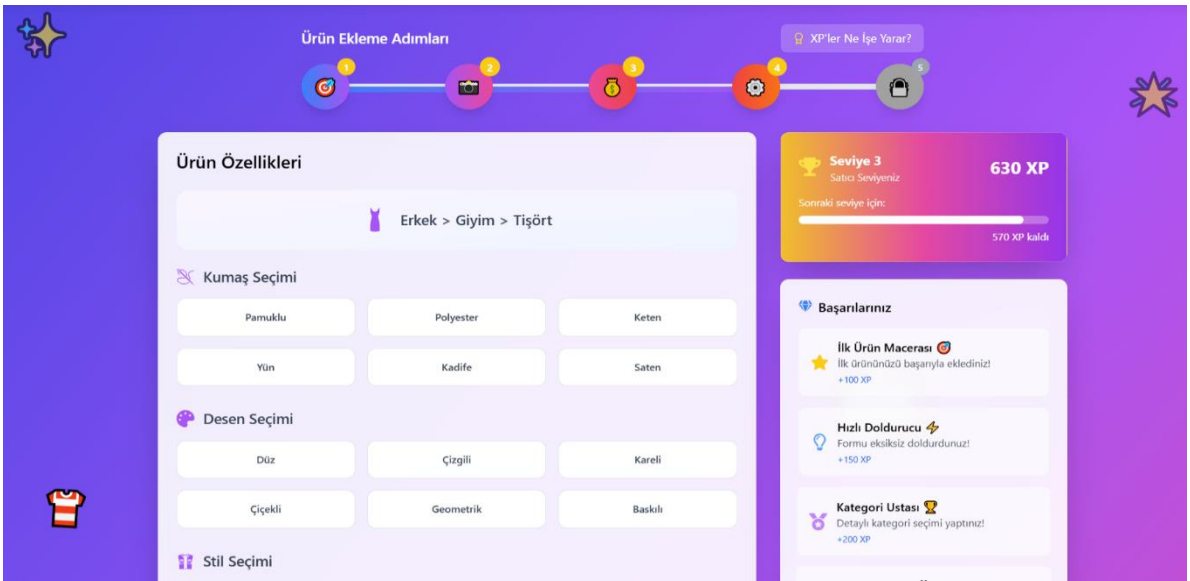 Ürün Ekleme Adımları
XP'ler Ne İşe Yarar?
1
2
3
4
5
Ürün Özellikleri
Erkek > Giyim > Tişört
Kumaş Seçimi
Pamuklu
Polyester
Keten
Yün
Kadife
Saten
Desen Seçimi
Düz
Çizgili
Kareli
Çiçekli
Geometrik
Baskılı
Stil Seçimi
Seviye 3
630 XP
Satıcı Seviyeniz
Sonraki seviye için:
570 XP kaldı
Başarılarınız
İlk Ürün Macerası
İlk ürününüzü başarıyla eklediniz!
+100 XP
Hızlı Doldurucu
Formu eksiksiz doldurdunuz!
+150 XP
Kategori Ustası
Detaylı kategori seçimi yaptınız!
+200 XP